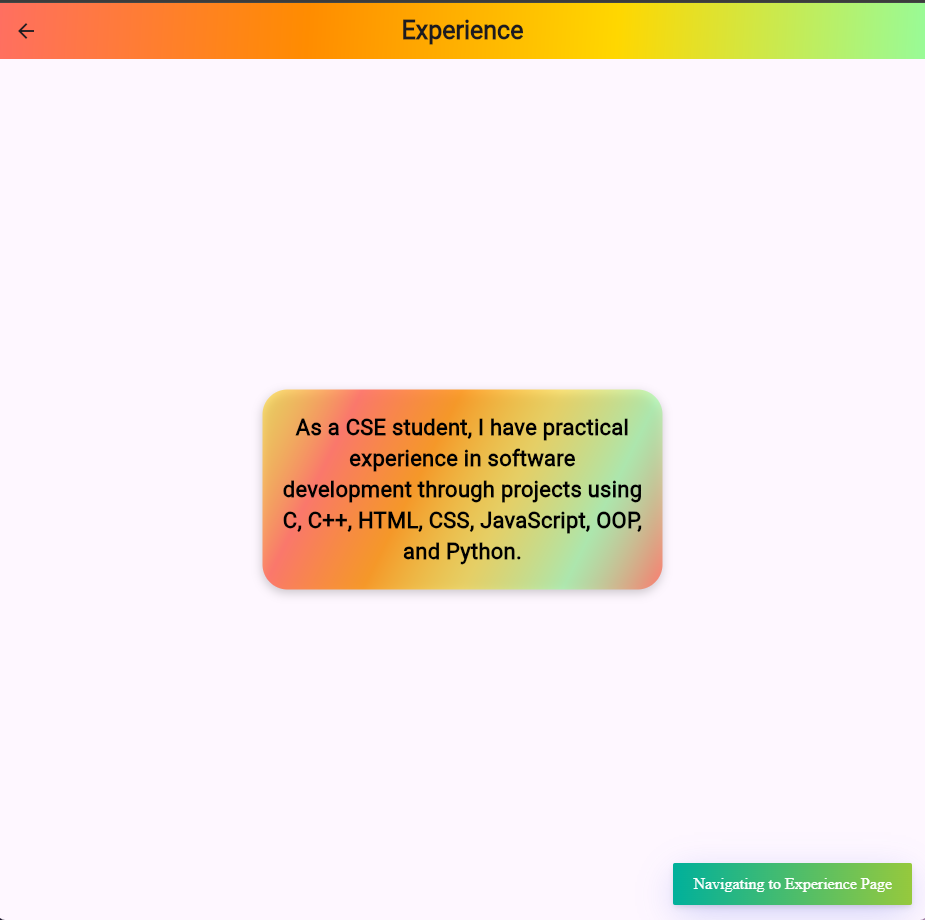 Experience
As a CSE student, I have practical
experience in software
development through projects using
C, C++, HTML, CSS, JavaScript, OOP,
and Python.
Navigating to Experience Page